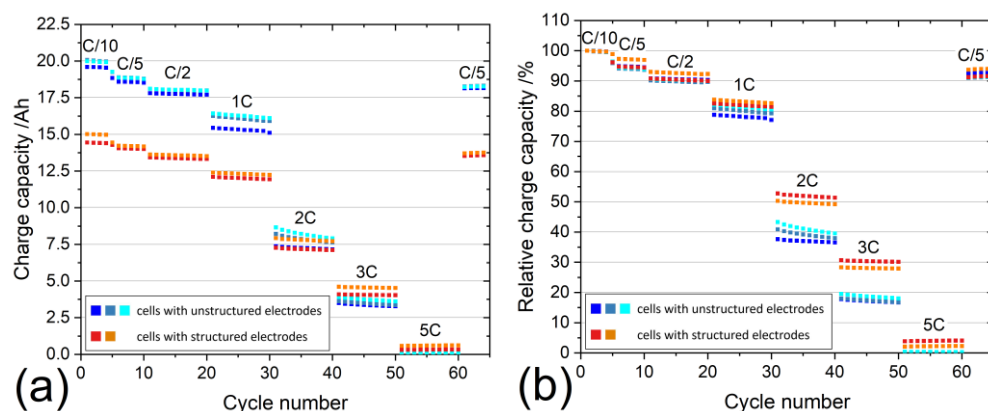 (a)
Charge capacity /Ah
20.0
17.5
15.0
12.5
10.0
7.5
5.0
2.5
0.0
C/10
C/5
C/2
1C
2C
3C
5C
C/5
cells with unstructured electrodes
cells with structured electrodes
0 10 20 30 40 50 60
Cycle number
(b)
Relative charge capacity /%
110
100
90
80
70
60
50
40
30
20
10
0
C/10
C/5
C/2
1C
2C
3C
5C
C/5
cells with unstructured electrodes
cells with structured electrodes
0 10 20 30 40 50 60
Cycle number